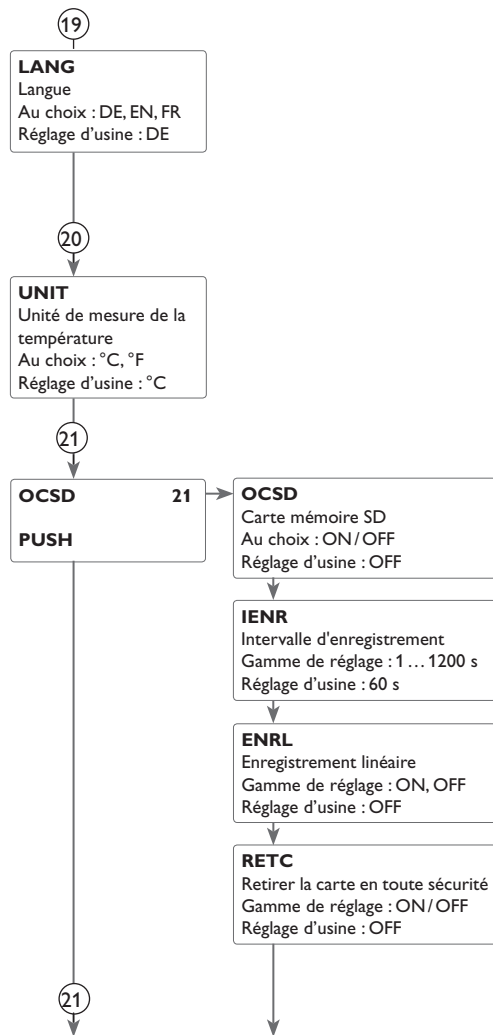 19
LANG
Langue
Au choix : DE, EN, FR
Réglage d’usine : DE
20
UNIT
Unité de mesure de la
température
Au choix : °C, °F
Réglage d’usine : °C
21
OCSD 21
PUSH
OCSD
Carte mémoire SD
Au choix : ON / OFF
Réglage d’usine : OFF
IENR
Intervalle d'enregistrement
Gamme de réglage : 1 … 1200 s
Réglage d’usine : 60 s
ENRL
Enregistrement linéaire
Gamme de réglage : ON, OFF
Réglage d’usine : OFF
RETC
Retirer la carte en toute sécurité
Gamme de réglage : ON / OFF
Réglage d’usine : OFF
21